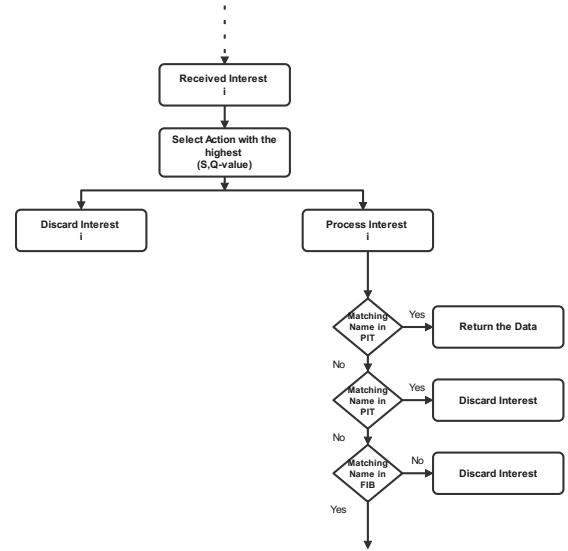 Received Interest
i
Select Action with the
highest
(S,Q-value)
Discard Interest
i
Process Interest
i
Matching
Name in
PIT
Yes
Return the Data
No
Matching
Name in
PIT
Yes
Discard Interest
No
Matching
Name in
FIB
No
Discard Interest
Yes